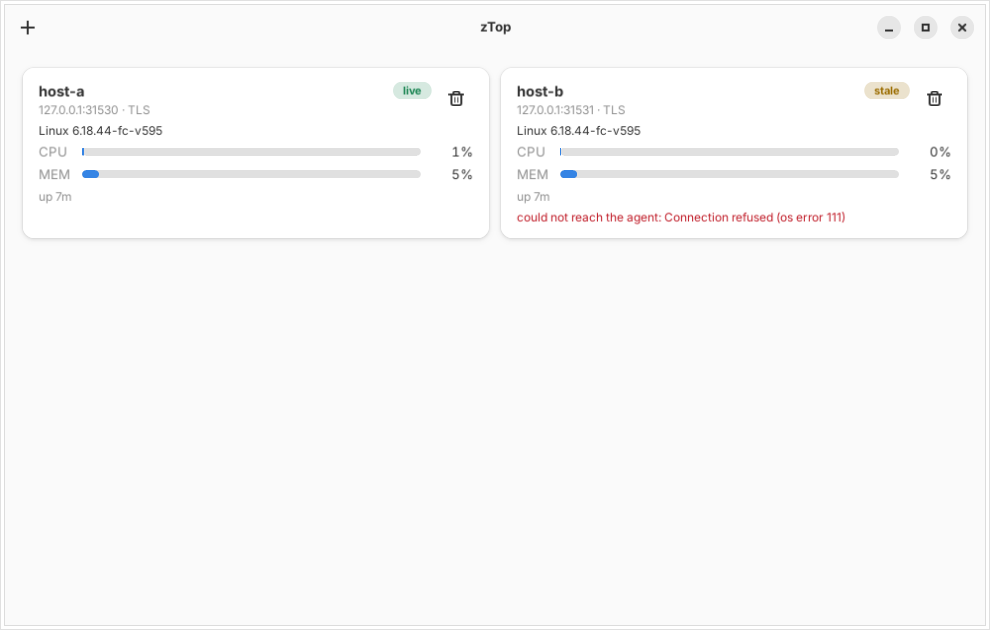 zTop
host-a
live
127.0.0.1:31530 · TLS
Linux 6.18.44-fc-v595
CPU 1%
MEM 5%
up 7m
host-b
stale
127.0.0.1:31531 · TLS
Linux 6.18.44-fc-v595
CPU 0%
MEM 5%
up 7m
could not reach the agent: Connection refused (os error 111)